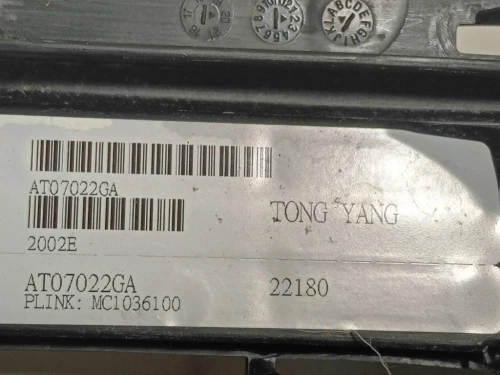 AT07022GA
TONG YANG
2002E
AT07022GA
22180
PLINK: MC1036100